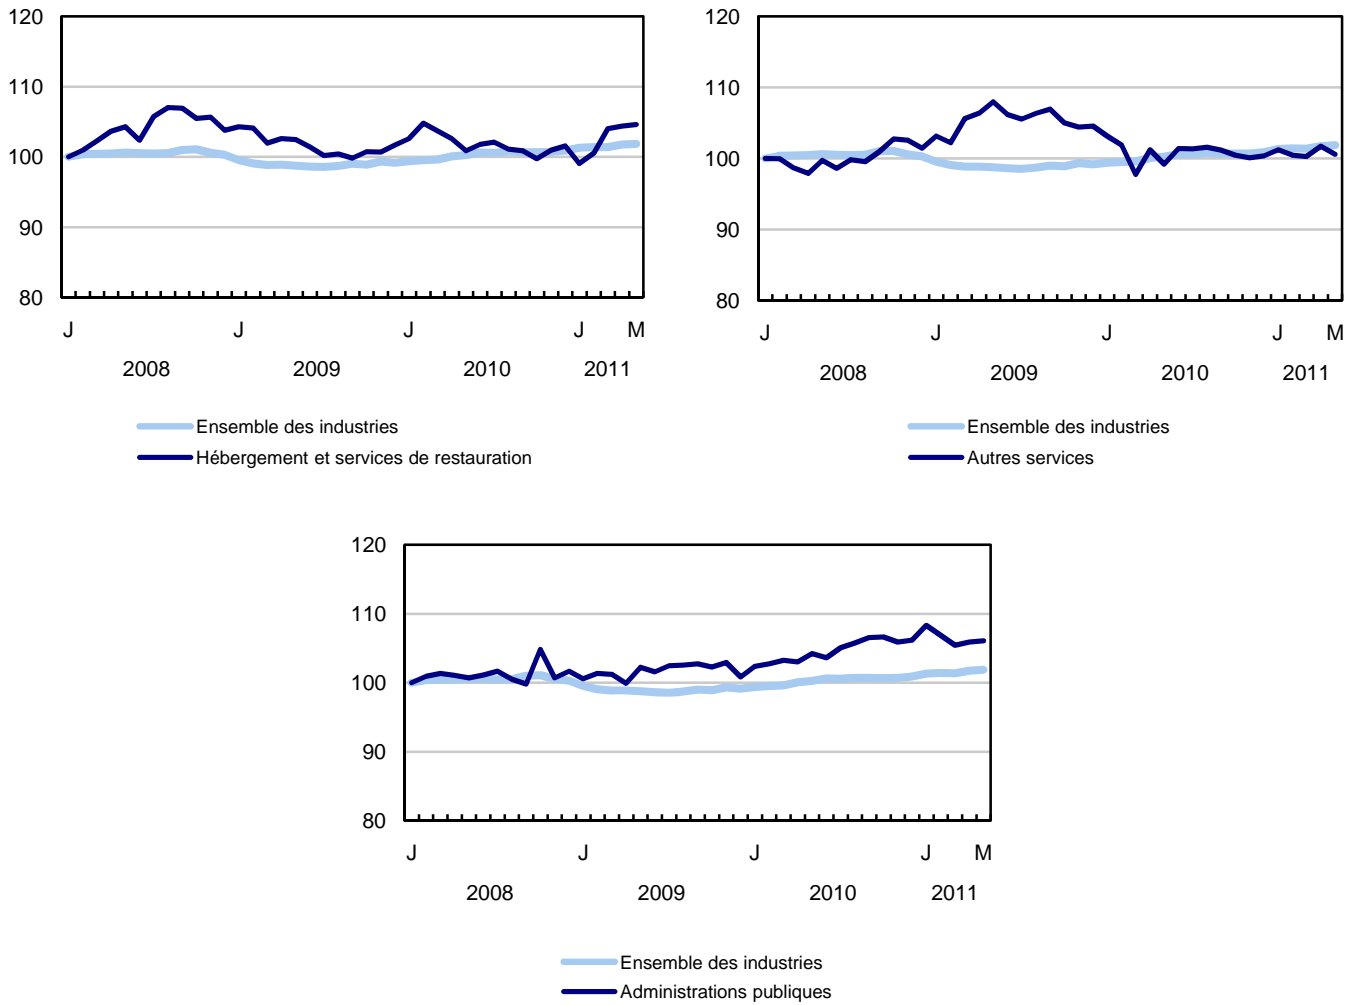 120
110
100
90
80
J J J J M
2008 2009 2010 2011
Ensemble des industries
Hébergement et services de restauration
120
110
100
90
80
J J J J M
2008 2009 2010 2011
Ensemble des industries
Autres services
120
110
100
90
80
J J J J M
2008 2009 2010 2011
Ensemble des industries
Administrations publiques